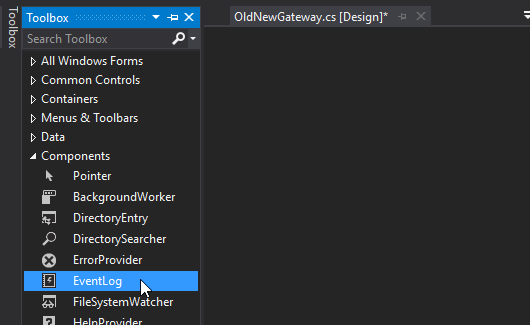 Toolbox
Toolbox
Search Toolbox
All Windows Forms
Common Controls
Containers
Menus & Toolbars
Data
Components
Pointer
BackgroundWorker
DirectoryEntry
DirectorySearcher
ErrorProvider
EventLog
FileSystemWatcher
HelpProvider
OldNewGateway.cs [Design]*